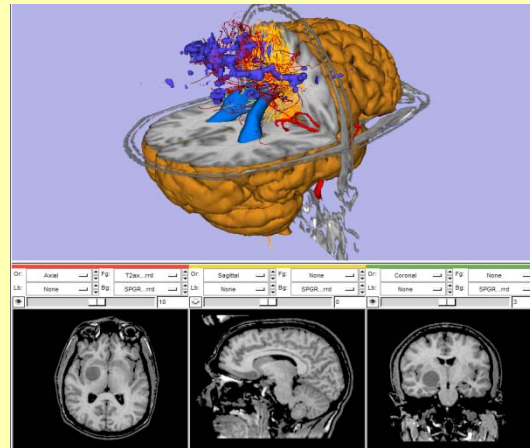 Or: Axial Fg: T2ax...rrd Or: Sagittal Fg: None Or: Coronal Fg: None
Lb: None Bg: SPGR...rrd Lb: None Bg: SPGR...rrd Lb: None Bg: SPGR...rrd
10 0 3